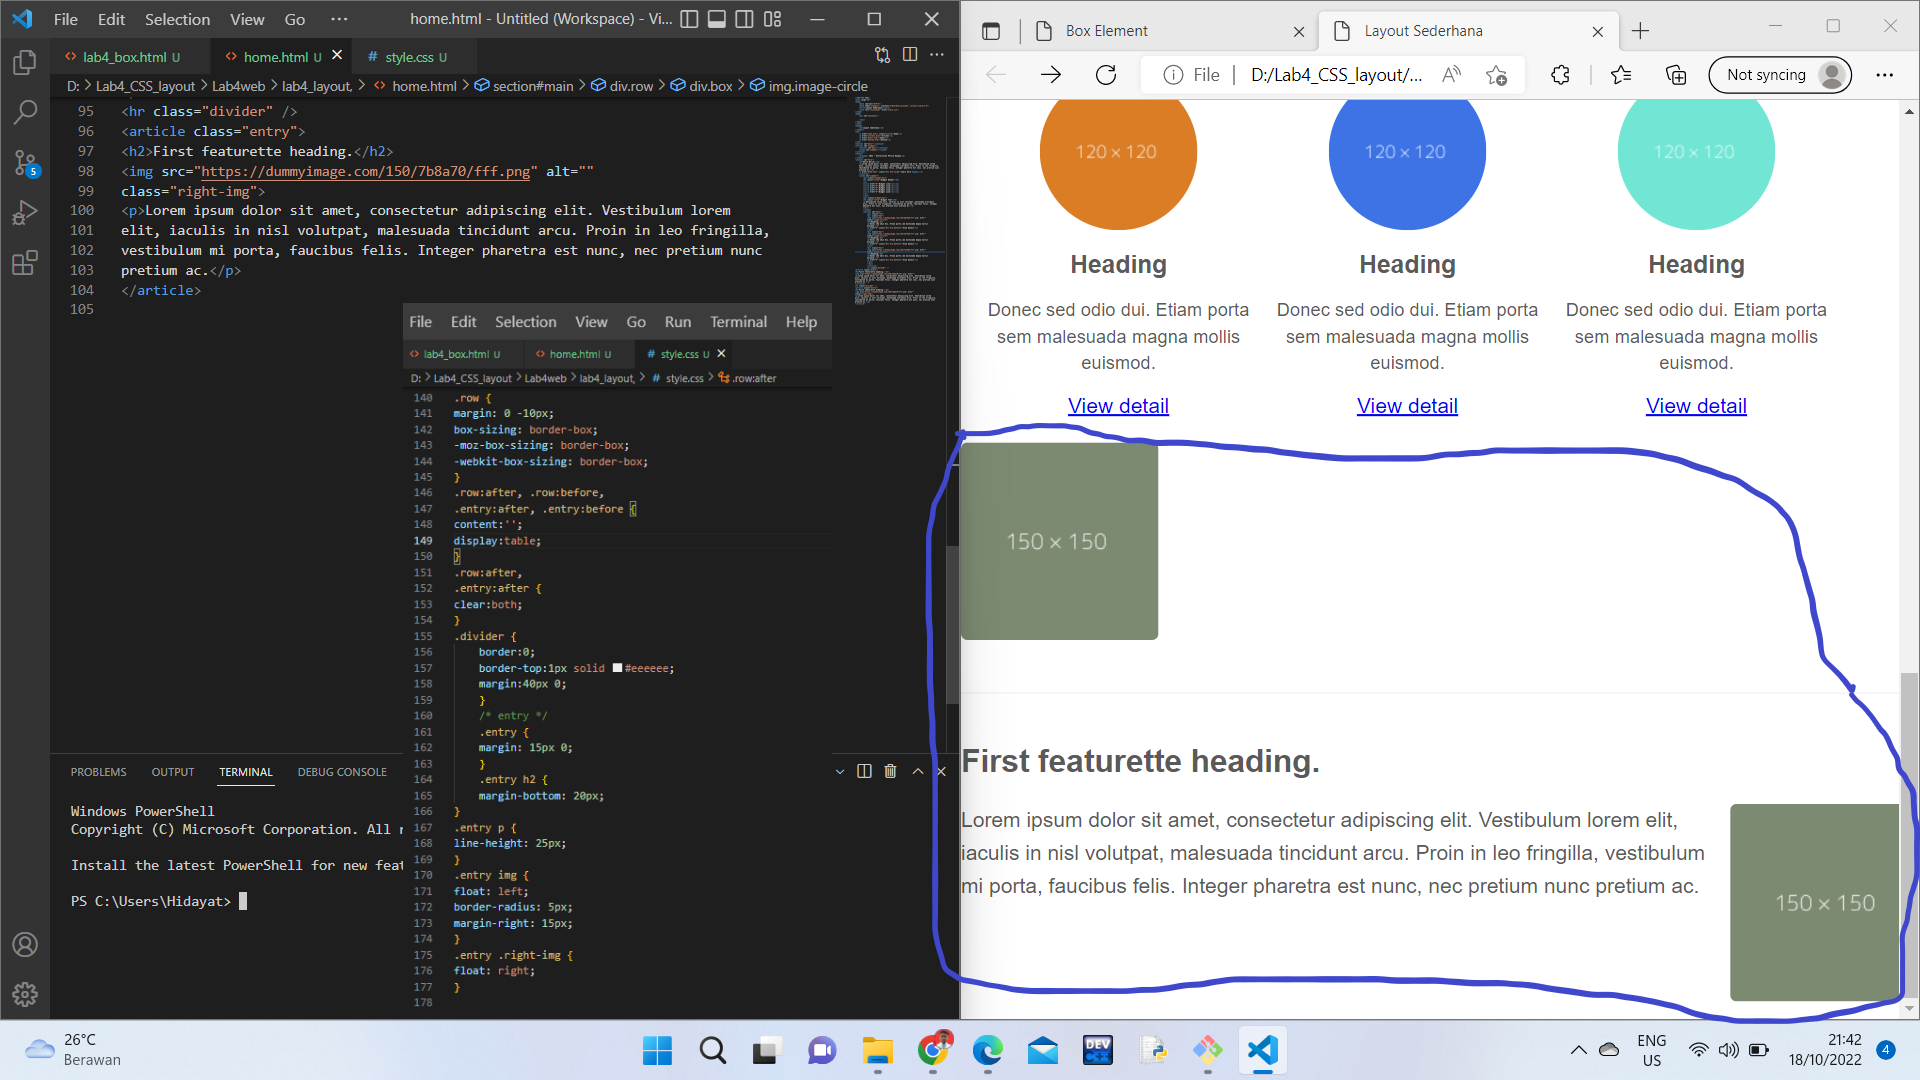 File Edit Selection View Go ··· home.html - Untitled (Workspace) - Vi...
lab4_box.html U home.html U style.css U
D: > Lab4_CSS_layout > Lab4web > lab4_layout, > home.html > section#main > div.row > div.box > img.image-circle
95 <hr class="divider" />
96 <article class="entry">
97 <h2>First featurette heading.</h2>
98 <img src="https://dummyimage.com/150/7b8a70/fff.png" alt=""
99 class="right-img">
100 <p>Lorem ipsum dolor sit amet, consectetur adipiscing elit. Vestibulum lorem
101 elit, iaculis in nisl volutpat, malesuada tincidunt arcu. Proin in leo fringilla,
102 vestibulum mi porta, faucibus felis. Integer pharetra est nunc, nec pretium nunc
103 pretium ac.</p>
104 </article>
105
5
File Edit Selection View Go Run Terminal Help
lab4_box.html U home.html U # style.css U
D: > Lab4_CSS_layout > Lab4web > lab4_layout, > # style.css > .row:after
140 .row {
141 margin: 0 -10px;
142 box-sizing: border-box;
143 -moz-box-sizing: border-box;
144 -webkit-box-sizing: border-box;
145 }
146 .row:after, .row:before,
147 .entry:after, .entry:before {
148 content:'';
149 display:table;
150 }
151 .row:after,
152 .entry:after {
153 clear:both;
154 }
155 .divider {
156 border:0;
157 border-top:1px solid #eeeeee;
158 margin:40px 0;
159 }
160 /* entry */
161 .entry {
162 margin: 15px 0;
163 }
164 .entry h2 {
165 margin-bottom: 20px;
166 }
167 .entry p {
168 line-height: 25px;
169 }
170 .entry img {
171 float: left;
172 border-radius: 5px;
173 margin-right: 15px;
174 }
175 .entry .right-img {
176 float: right;
177 }
178
PROBLEMS OUTPUT TERMINAL DEBUG CONSOLE
Windows PowerShell
Copyright (C) Microsoft Corporation. All r
Install the latest PowerShell for new feat
PS C:\Users\Hidayat>
Box Element Layout Sederhana
File | D:/Lab4_CSS_layout/... Not syncing
120 × 120 120 × 120 120 × 120
Heading Heading Heading
Donec sed odio dui. Etiam porta Donec sed odio dui. Etiam porta Donec sed odio dui. Etiam porta
sem malesuada magna mollis sem malesuada magna mollis sem malesuada magna mollis
euismod. euismod. euismod.
View detail View detail View detail
150 × 150
First featurette heading.
Lorem ipsum dolor sit amet, consectetur adipiscing elit. Vestibulum lorem elit,
iaculis in nisl volutpat, malesuada tincidunt arcu. Proin in leo fringilla, vestibulum
mi porta, faucibus felis. Integer pharetra est nunc, nec pretium nunc pretium ac.
150 × 150
26°C
Berawan
DEV
C++
ENG
US
21:42
18/10/2022
4